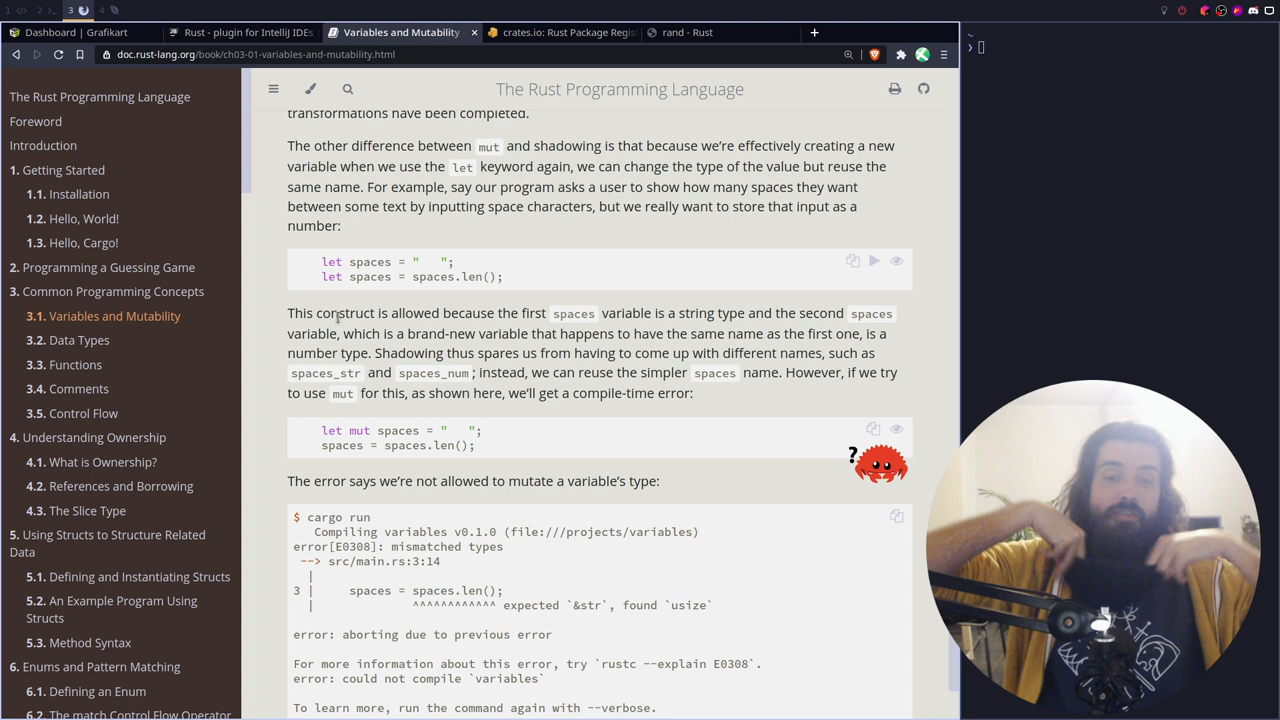 1 </> 2 >_ 3 4
Dashboard | Grafikart
Rust - plugin for IntelliJ IDEs
Variables and Mutability - ×
crates.io: Rust Package Regis
rand - Rust
+
doc.rust-lang.org/book/ch03-01-variables-and-mutability.html
The Rust Programming Language
Foreword
Introduction
1. Getting Started
1.1. Installation
1.2. Hello, World!
1.3. Hello, Cargo!
2. Programming a Guessing Game
3. Common Programming Concepts
3.1. Variables and Mutability
3.2. Data Types
3.3. Functions
3.4. Comments
3.5. Control Flow
4. Understanding Ownership
4.1. What is Ownership?
4.2. References and Borrowing
4.3. The Slice Type
5. Using Structs to Structure Related
Data
5.1. Defining and Instantiating Structs
5.2. An Example Program Using
Structs
5.3. Method Syntax
6. Enums and Pattern Matching
6.1. Defining an Enum
6.2. The match Control Flow Operator
The Rust Programming Language
transformations have been completed.
The other difference between mut and shadowing is that because we’re effectively creating a new
variable when we use the let keyword again, we can change the type of the value but reuse the
same name. For example, say our program asks a user to show how many spaces they want
between some text by inputting space characters, but we really want to store that input as a
number:
let spaces = "   ";
let spaces = spaces.len();
This construct is allowed because the first spaces variable is a string type and the second spaces
variable, which is a brand-new variable that happens to have the same name as the first one, is a
number type. Shadowing thus spares us from having to come up with different names, such as
spaces_str and spaces_num; instead, we can reuse the simpler spaces name. However, if we try
to use mut for this, as shown here, we’ll get a compile-time error:
let mut spaces = "   ";
spaces = spaces.len();
?
The error says we’re not allowed to mutate a variable’s type:
$ cargo run
Compiling variables v0.1.0 (file:///projects/variables)
error[E0308]: mismatched types
--> src/main.rs:3:14
|
3 | spaces = spaces.len();
| ^^^^^^^^^^^^ expected `&str`, found `usize`
error: aborting due to previous error
For more information about this error, try `rustc --explain E0308`.
error: could not compile `variables`
To learn more, run the command again with --verbose.
~
❯